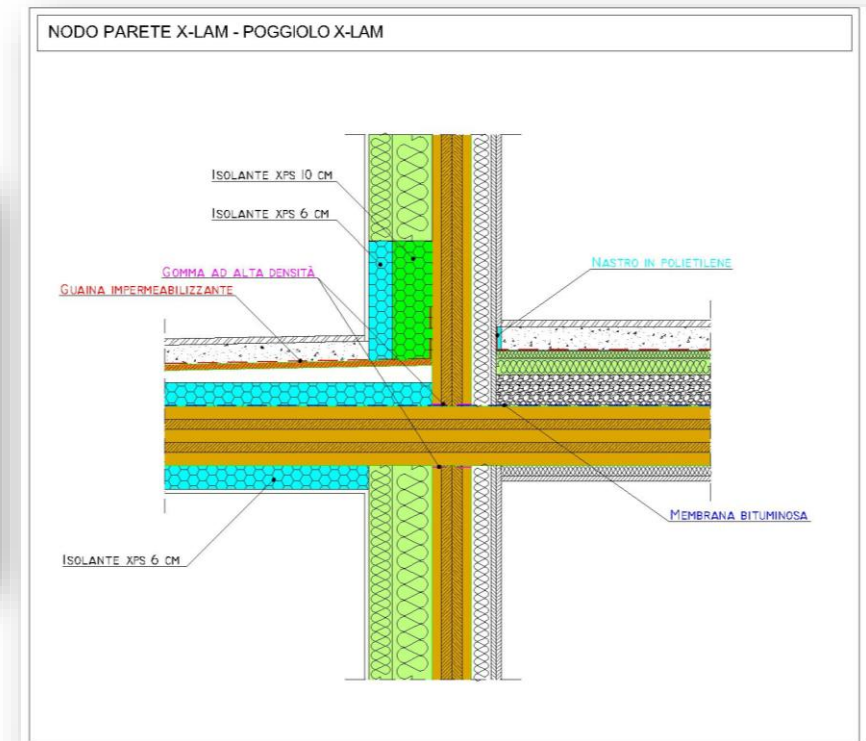 NODO PARETE X-LAM - POGGIOLO X-LAM
ISOLANTE XPS 10 CM
ISOLANTE XPS 6 CM
GOMMA AD ALTA DENSITÀ
GUAINA IMPERMEABILIZZANTE
NASTRO IN POLIETILENE
MEMBRANA BITUMINOSA
ISOLANTE XPS 6 CM